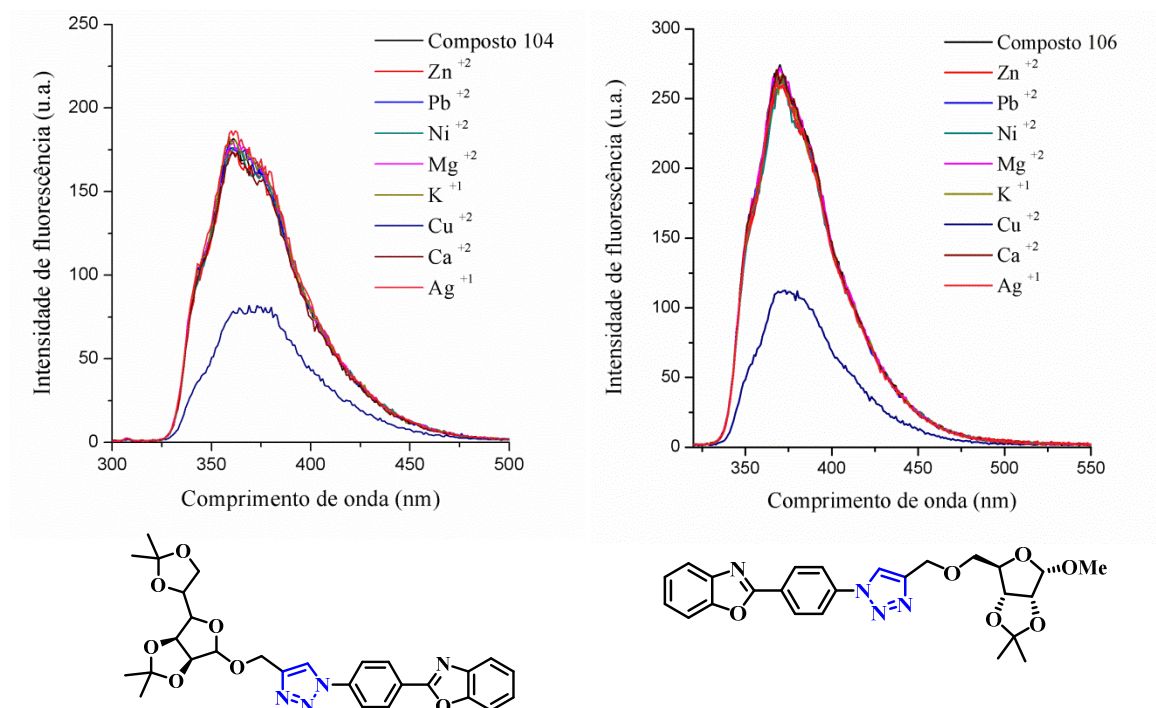 250
200
150
100
50
0
300
350
400
450
500
Intensidade de fluorescência (u.a.)
Comprimento de onda (nm)
Composto 104
Zn +2
Pb +2
Ni +2
Mg +2
K +1
Cu +2
Ca +2
Ag +1
300
250
200
150
100
50
0
350
400
450
500
550
Intensidade de fluorescência (u.a.)
Comprimento de onda (nm)
Composto 106
Zn +2
Pb +2
Ni +2
Mg +2
K +1
Cu +2
Ca +2
Ag +1
O
O
O
O
O
O
N
N
N
N
O
N
O
N
N
N
O
O
OMe
O
O